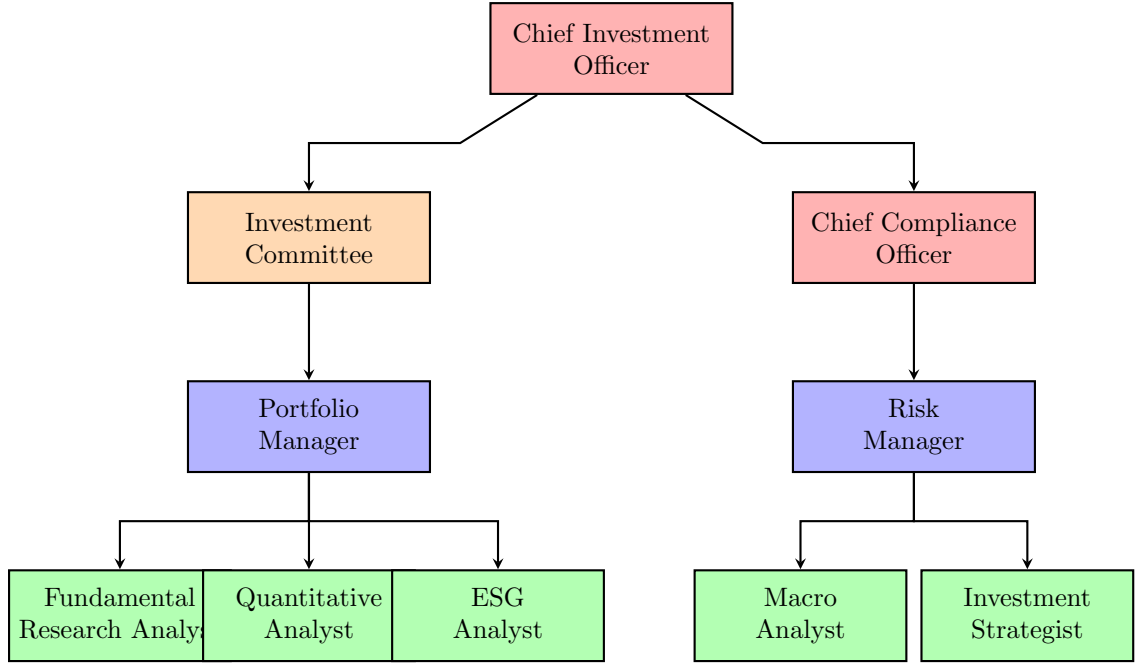 Chief Investment
Officer
Investment
Committee
Chief Compliance
Officer
Portfolio
Manager
Risk
Manager
Fundamental
Research Analys
Quantitative
Analyst
ESG
Analyst
Macro
Analyst
Investment
Strategist